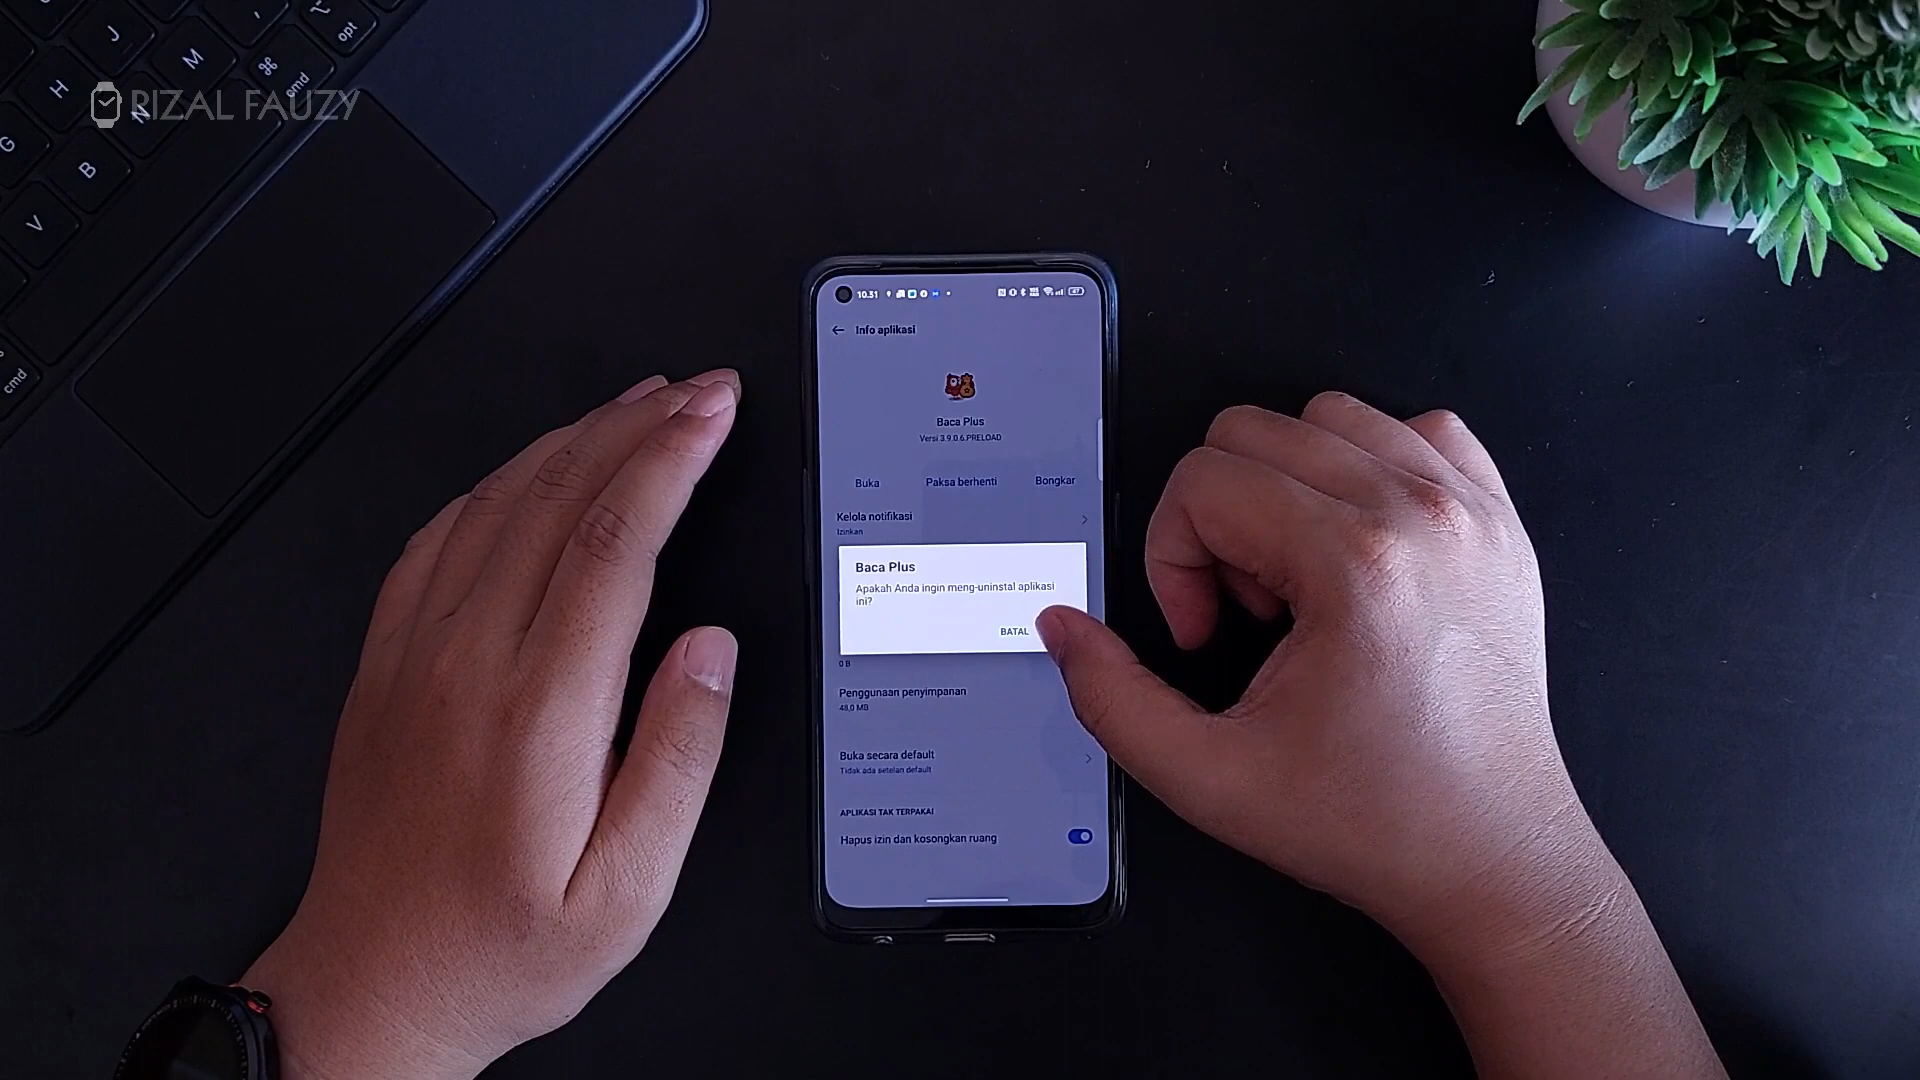 J
opt
H
M
⌘
cmd
RIZAL FAUZY
N
G
B
V
cmd
10.31
47
Info aplikasi
Baca Plus
Versi 3.9.0.6.PRELOAD
Buka
Paksa berhenti
Bongkar
Kelola notifikasi
Izinkan
Baca Plus
Apakah Anda ingin meng-uninstal aplikasi
ini?
BATAL
0 B
Penggunaan penyimpanan
48,0 MB
Buka secara default
Tidak ada setelan default
APLIKASI TAK TERPAKAI
Hapus izin dan kosongkan ruang